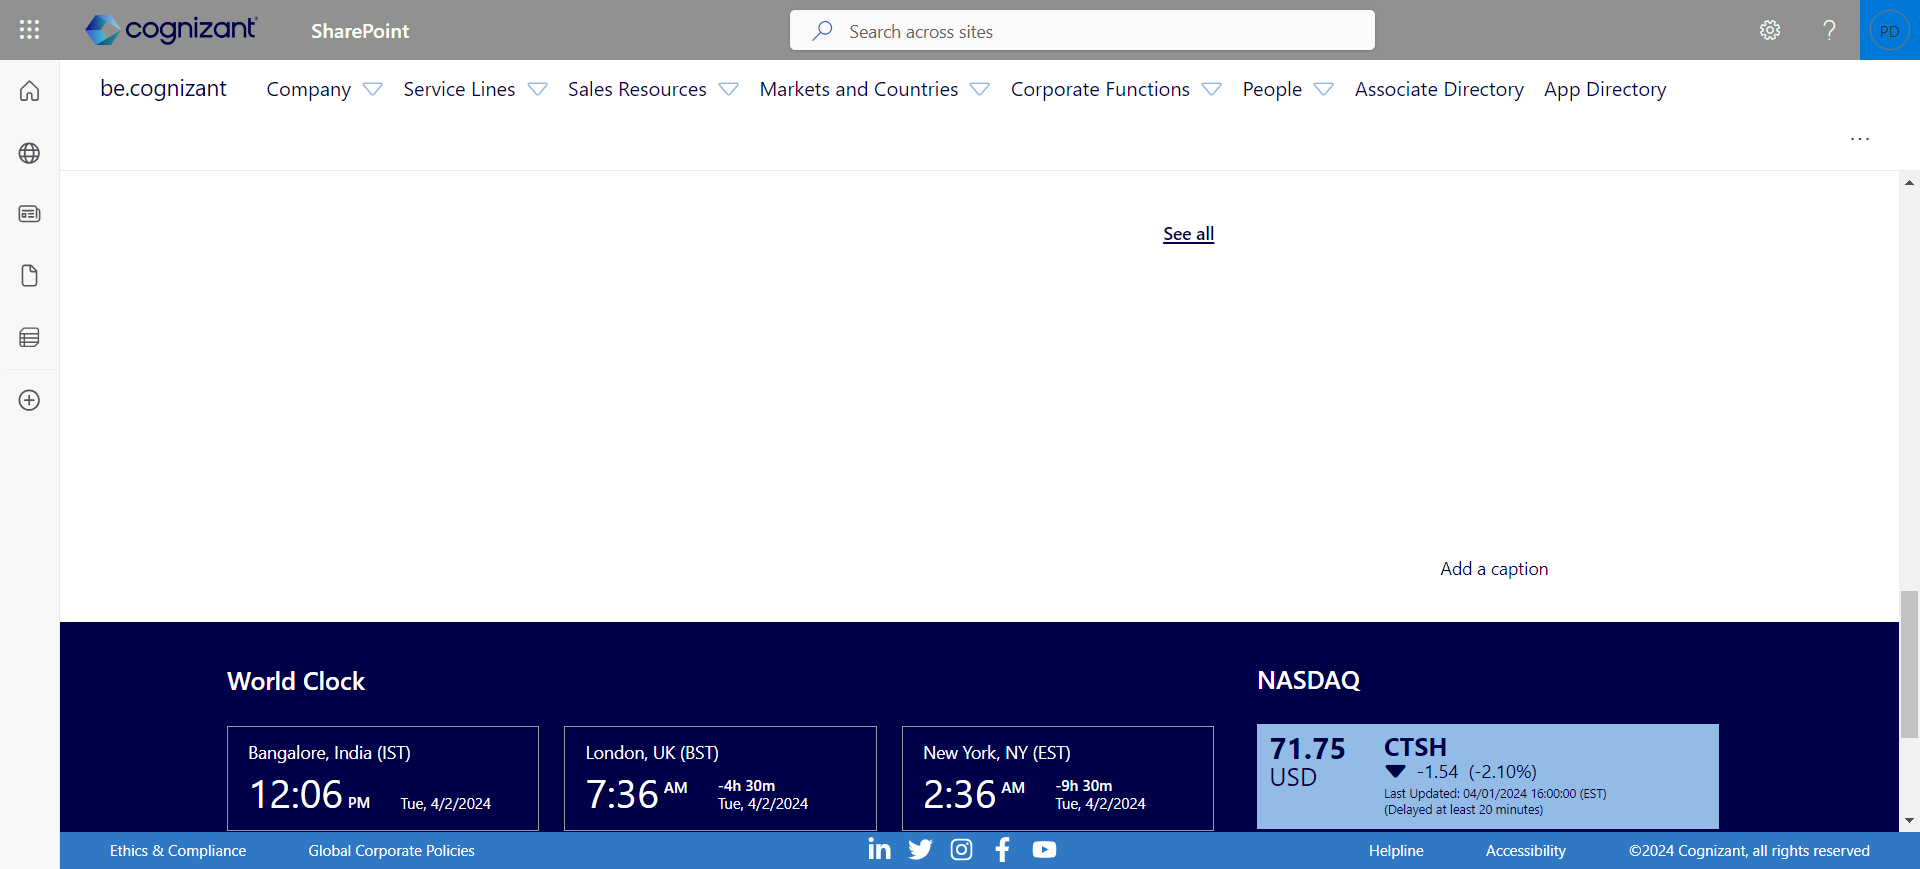 cognizant
SharePoint
Search across sites
?
PD
be.cognizant
Company
Service Lines
Sales Resources
Markets and Countries
Corporate Functions
People
Associate Directory
App Directory
...
See all
Add a caption
World Clock
NASDAQ
Bangalore, India (IST)
12:06 PM
Tue, 4/2/2024
London, UK (BST)
7:36 AM
-4h 30m
Tue, 4/2/2024
New York, NY (EST)
2:36 AM
-9h 30m
Tue, 4/2/2024
71.75
USD
CTSH
-1.54 (-2.10%)
Last Updated: 04/01/2024 16:00:00 (EST)
(Delayed at least 20 minutes)
Ethics & Compliance
Global Corporate Policies
Helpline
Accessibility
©2024 Cognizant, all rights reserved